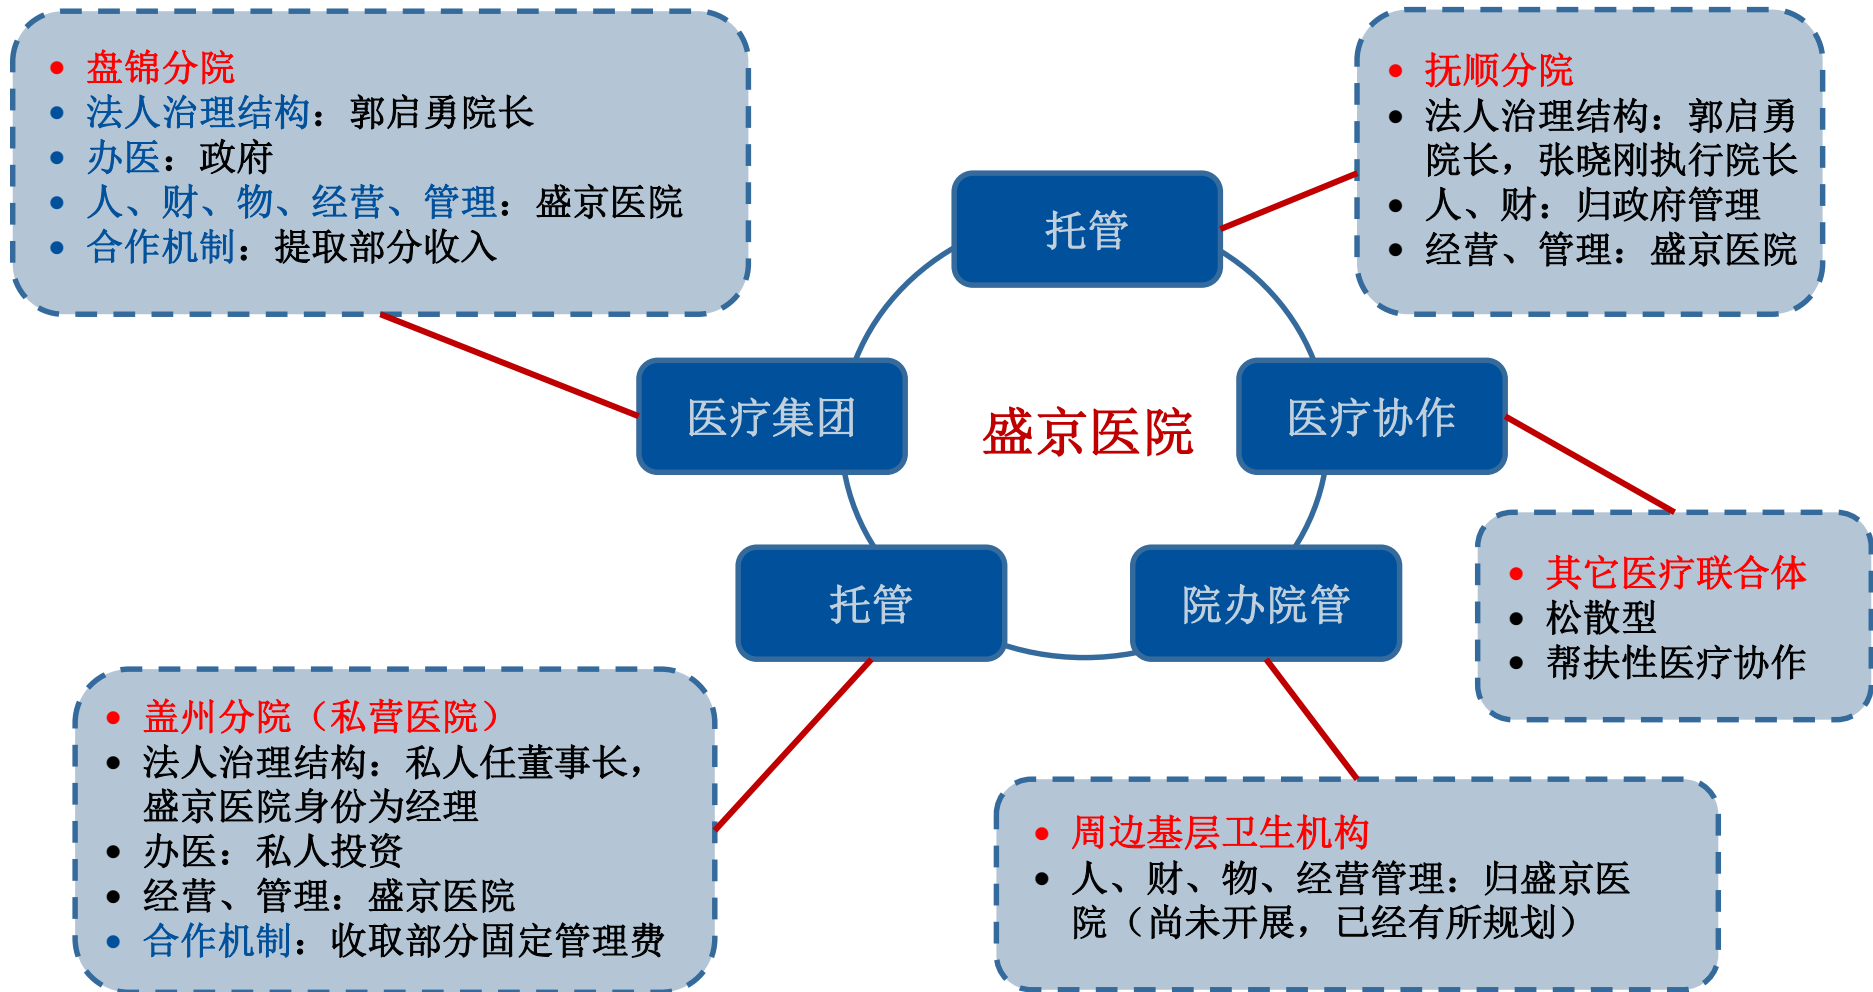 • 盘锦分院
• 法人治理结构：郭启勇院长
• 办医：政府
• 人、财、物、经营、管理：盛京医院
• 合作机制：提取部分收入
托管
• 抚顺分院
• 法人治理结构：郭启勇
院长，张晓刚执行院长
• 人、财：归政府管理
• 经营、管理：盛京医院
医疗集团
盛京医院
医疗协作
托管
院办院管
• 其它医疗联合体
• 松散型
• 帮扶性医疗协作
• 盖州分院（私营医院）
• 法人治理结构：私人任董事长，
盛京医院身份为经理
• 办医：私人投资
• 经营、管理：盛京医院
• 合作机制：收取部分固定管理费
• 周边基层卫生机构
• 人、财、物、经营管理：归盛京医
院（尚未开展，已经有所规划）